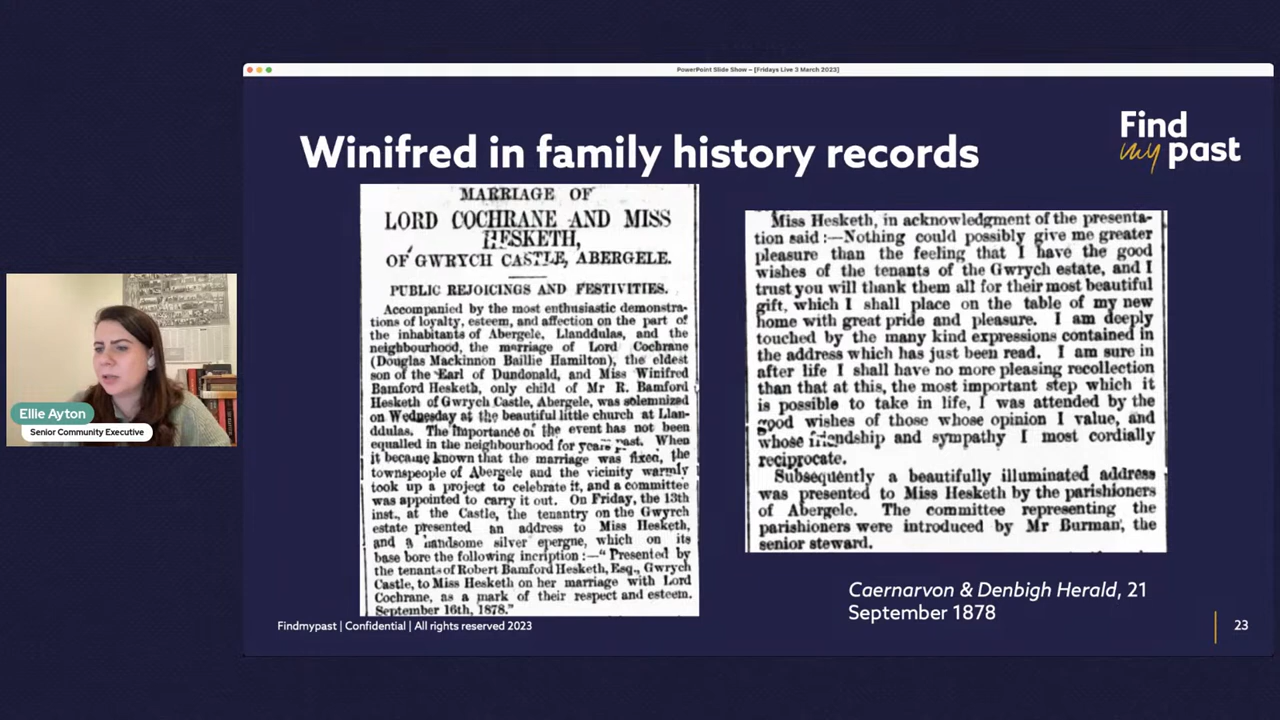 PowerPoint Slide Show – [Fridays Live 3 March 2023]
Winifred in family history records
Find
my past
MARRIAGE OF
LORD COCHRANE AND MISS
HESKETH,
OF GWRYCH CASTLE, ABERGELE.
PUBLIC REJOICINGS AND FESTIVITIES.
Accompanied by the most enthusiastic demonstra-
tions of loyalty, esteem, and affection on the part of
the inhabitants of Abergele, Llanddulas, and the
neighbourhood, the marriage of Lord Cochrane
(Douglas Mackinnon Baillie Hamilton), the eldest
son of the Earl of Dundonald, and Miss Winifred
Bamford Hesketh, only child of Mr R. Bamford
Hesketh of Gwrych Castle, Abergele, was solemnized
on Wednesday at the beautiful little church at Llan-
ddulas. The importance of the event has not been
equalled in the neighbourhood for years past. When
it became known that the marriage was fixed, the
townspeople of Abergele and the vicinity warmly
took up a project to celebrate it, and a committee
was appointed to carry it out. On Friday, the 13th
inst., at the Castle, the tenantry on the Gwrych
estate presented an address to Miss Hesketh,
and a handsome silver epergne, which on its
base bore the following incription :—“ Presented by
the tenants of Robert Bamford Hesketh, Esq., Gwrych
Castle, to Miss Hesketh on her marriage with Lord
Cochrane, as a mark of their respect and esteem.
September 16th, 1878.”
Miss Hesketh, in acknowledgment of the presenta-
tion said :—Nothing could possibly give me greater
pleasure than the feeling that I have the good
wishes of the tenants of the Gwrych estate, and I
trust you will thank them all for their most beautiful
gift, which I shall place on the table of my new
home with great pride and pleasure. I am deeply
touched by the many kind expressions contained in
the address which has just been read. I am sure in
after life I shall have no more pleasing recollection
than that at this, the most important step which it
is possible to take in life, I was attended by the
good wishes of those whose opinion I value, and
whose friendship and sympathy I most cordially
reciprocate.
Subsequently a beautifully illuminated address
was presented to Miss Hesketh by the parishioners
of Abergele. The committee representing the
parishioners were introduced by Mr Burman, the
senior steward.
Caernarvon & Denbigh Herald, 21
September 1878
Findmypast | Confidential | All rights reserved 2023
23
Ellie Ayton
Senior Community Executive